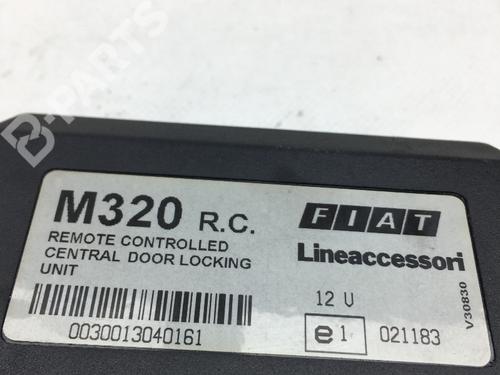 B-PARTS
M320 R.C.
REMOTE CONTROLLED
CENTRAL DOOR LOCKING
UNIT
0030013040161
FIAT
Lineaccessori
12 V
e1 021183
V30830